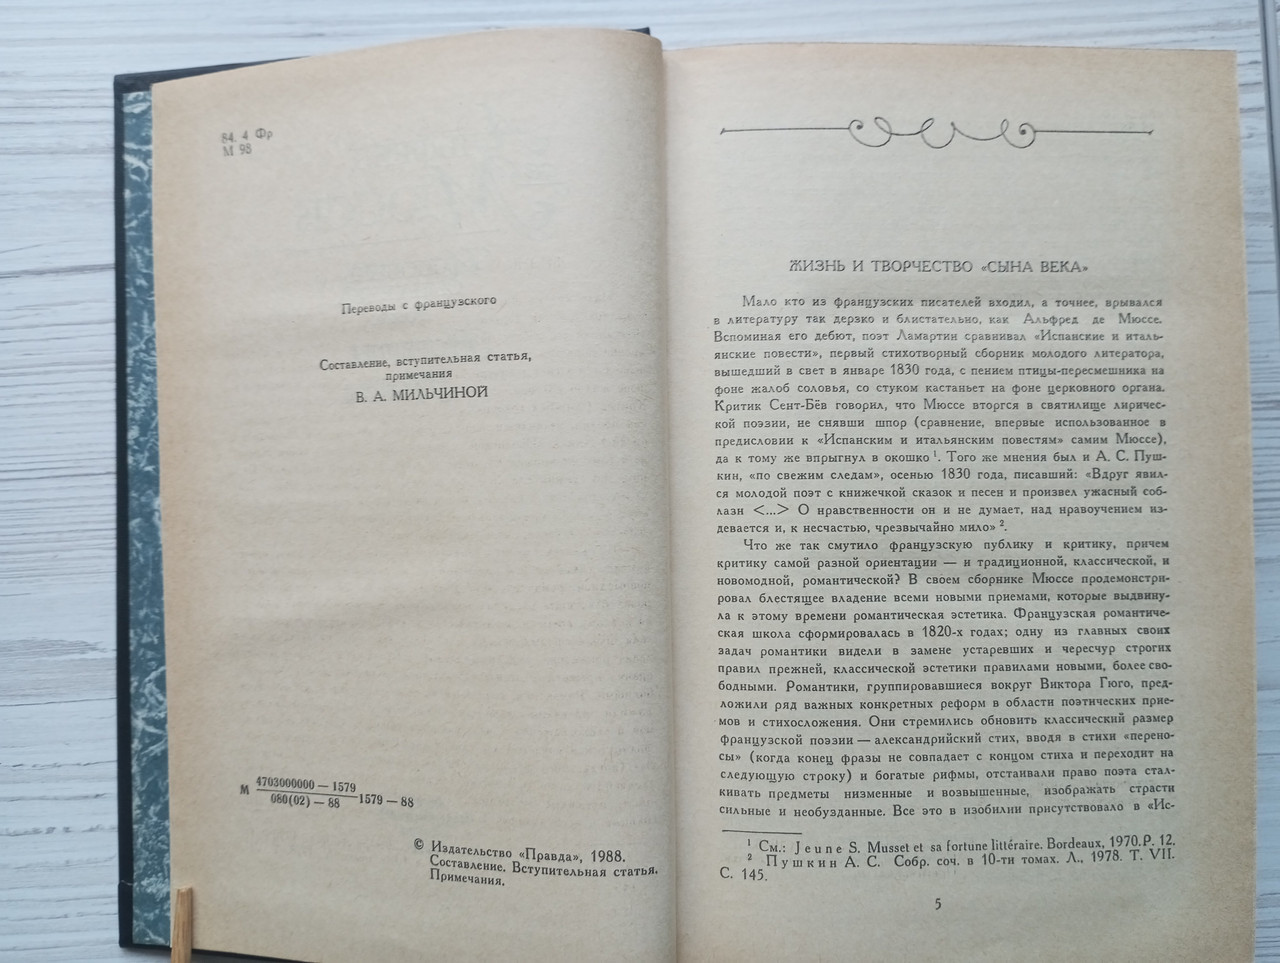 84. 4 Фр
М 98
Переводы с французского
Составление, вступительная статья,
примечания
В. А. МИЛЬЧИНОЙ
М 4703000000 — 1579
080(02) — 88 1579 — 88
© Издательство «Правда», 1988.
Составление. Вступительная статья.
Примечания.
ЖИЗНЬ И ТВОРЧЕСТВО «СЫНА ВЕКА»
Мало кто из французских писателей входил, а точнее, врывался
в литературу так дерзко и блистательно, как Альфред де Мюссе.
Вспоминая его дебют, поэт Ламартин сравнивал «Испанские и италь-
янские повести», первый стихотворный сборник молодого литератора,
вышедший в свет в январе 1830 года, с пением птицы-пересмешника на
фоне жалоб соловья, со стуком кастаньет на фоне церковного органа.
Критик Сент-Бёв говорил, что Мюссе вторгся в святилище лириче-
ской поэзии, не снявши шпор (сравнение, впервые использованное в
предисловии к «Испанским и итальянским повестям» самим Мюссе),
да к тому же впрыгнул в окошко ¹. Того же мнения был и А. С. Пуш-
кин, «по свежим следам», осенью 1830 года, писавший: «Вдруг явил-
ся молодой поэт с книжечкой сказок и песен и произвел ужасный соб-
лазн <...> О нравственности он и не думает, над нравоучением из-
девается и, к несчастью, чрезвычайно мило» ².
Что же так смутило французскую публику и критику, причем
критику самой разной ориентации — и традиционной, классической, и
новомодной, романтической? В своем сборнике Мюссе продемонстри-
ровал блестящее владение всеми новыми приемами, которые выдвину-
ла к этому времени романтическая эстетика. Французская романтиче-
ская школа сформировалась в 1820-х годах; одну из главных своих
задач романтики видели в замене устаревших и чересчур строгих
правил прежней, классической эстетики правилами новыми, более сво-
бодными. Романтики, группировавшиеся вокруг Виктора Гюго, пред-
ложили ряд важных конкретных реформ в области поэтических прие-
мов и стихосложения. Они стремились обновить классический размер
французской поэзии — александрийский стих, вводя в стихи «перено-
сы» (когда конец фразы не совпадает с концом стиха и переходит на
следующую строку) и богатые рифмы, отстаивали право поэта стал-
кивать предметы низменные и возвышенные, изображать страсти
сильные и необузданные. Все это в изобилии присутствовало в «Ис-
¹ См.: Jeune S. Musset et sa fortune littéraire. Bordeaux, 1970.P. 12.
² Пушкин А. С. Собр. соч. в 10-ти томах. Л., 1978. Т. VII.
С. 145.
5